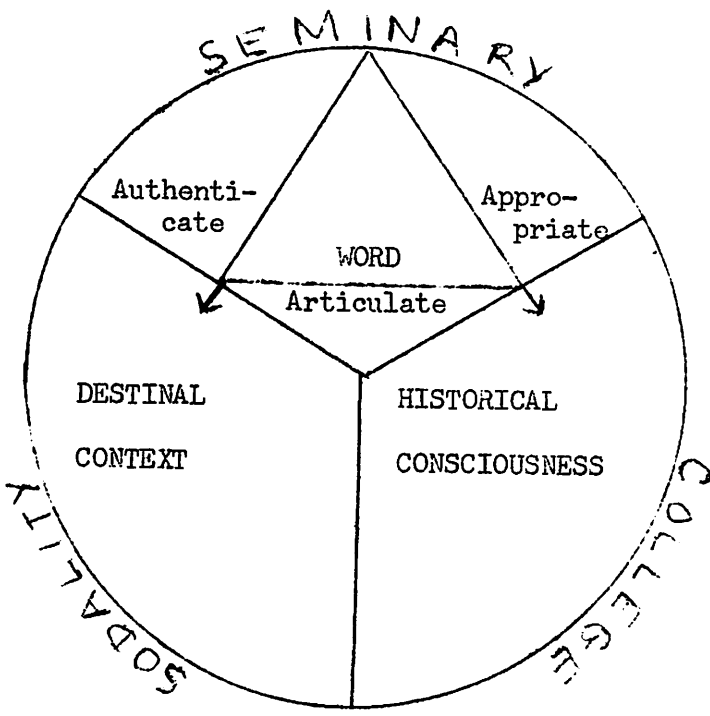 SEMINARY
Authenti-
cate
Appro-
priate
WORD
Articulate
DESTINAL
CONTEXT
HISTORICAL
CONSCIOUSNESS
SODALITY
COLLEGE